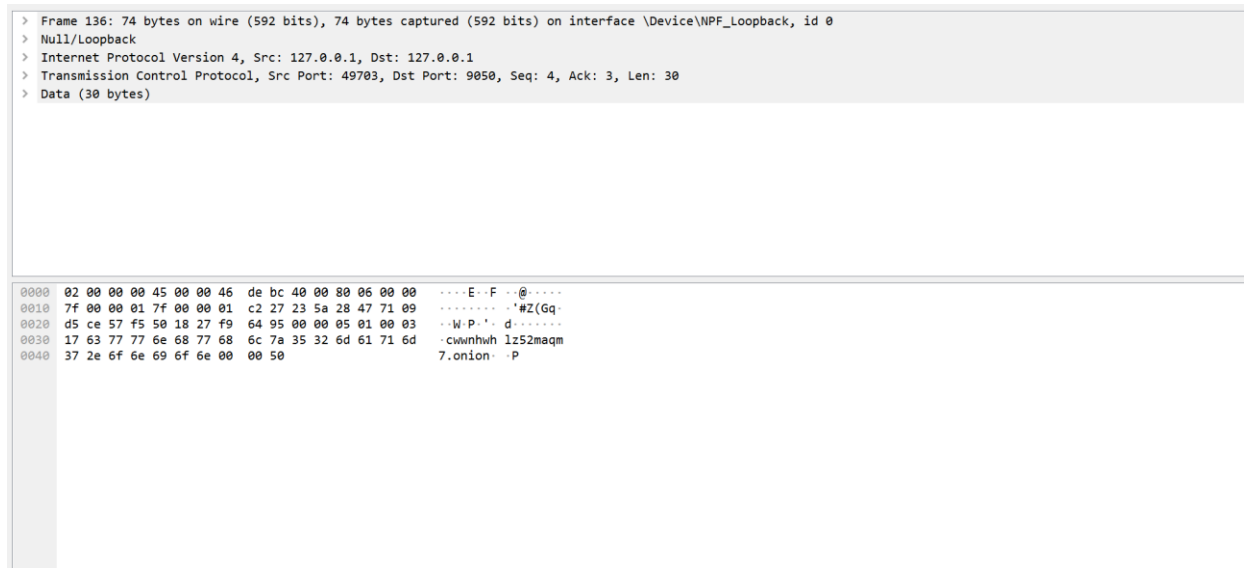 > Frame 136: 74 bytes on wire (592 bits), 74 bytes captured (592 bits) on interface \Device\NPF_Loopback, id 0
> Null/Loopback
> Internet Protocol Version 4, Src: 127.0.0.1, Dst: 127.0.0.1
> Transmission Control Protocol, Src Port: 49703, Dst Port: 9050, Seq: 4, Ack: 3, Len: 30
> Data (30 bytes)
0000 02 00 00 00 45 00 00 46 de bc 40 00 80 06 00 00 ····E··F ··@·····
0010 7f 00 00 01 7f 00 00 01 c2 27 23 5a 28 47 71 09 ········ ·'#Z(Gq·
0020 d5 ce 57 f5 50 18 27 f9 64 95 00 00 05 01 00 03 ··W·P·'· d·······
0030 17 63 77 77 6e 68 77 68 6c 7a 35 32 6d 61 71 6d ·cwwnhwh lz52maqm
0040 37 2e 6f 6e 69 6f 6e 00 00 50 7.onion· ·P